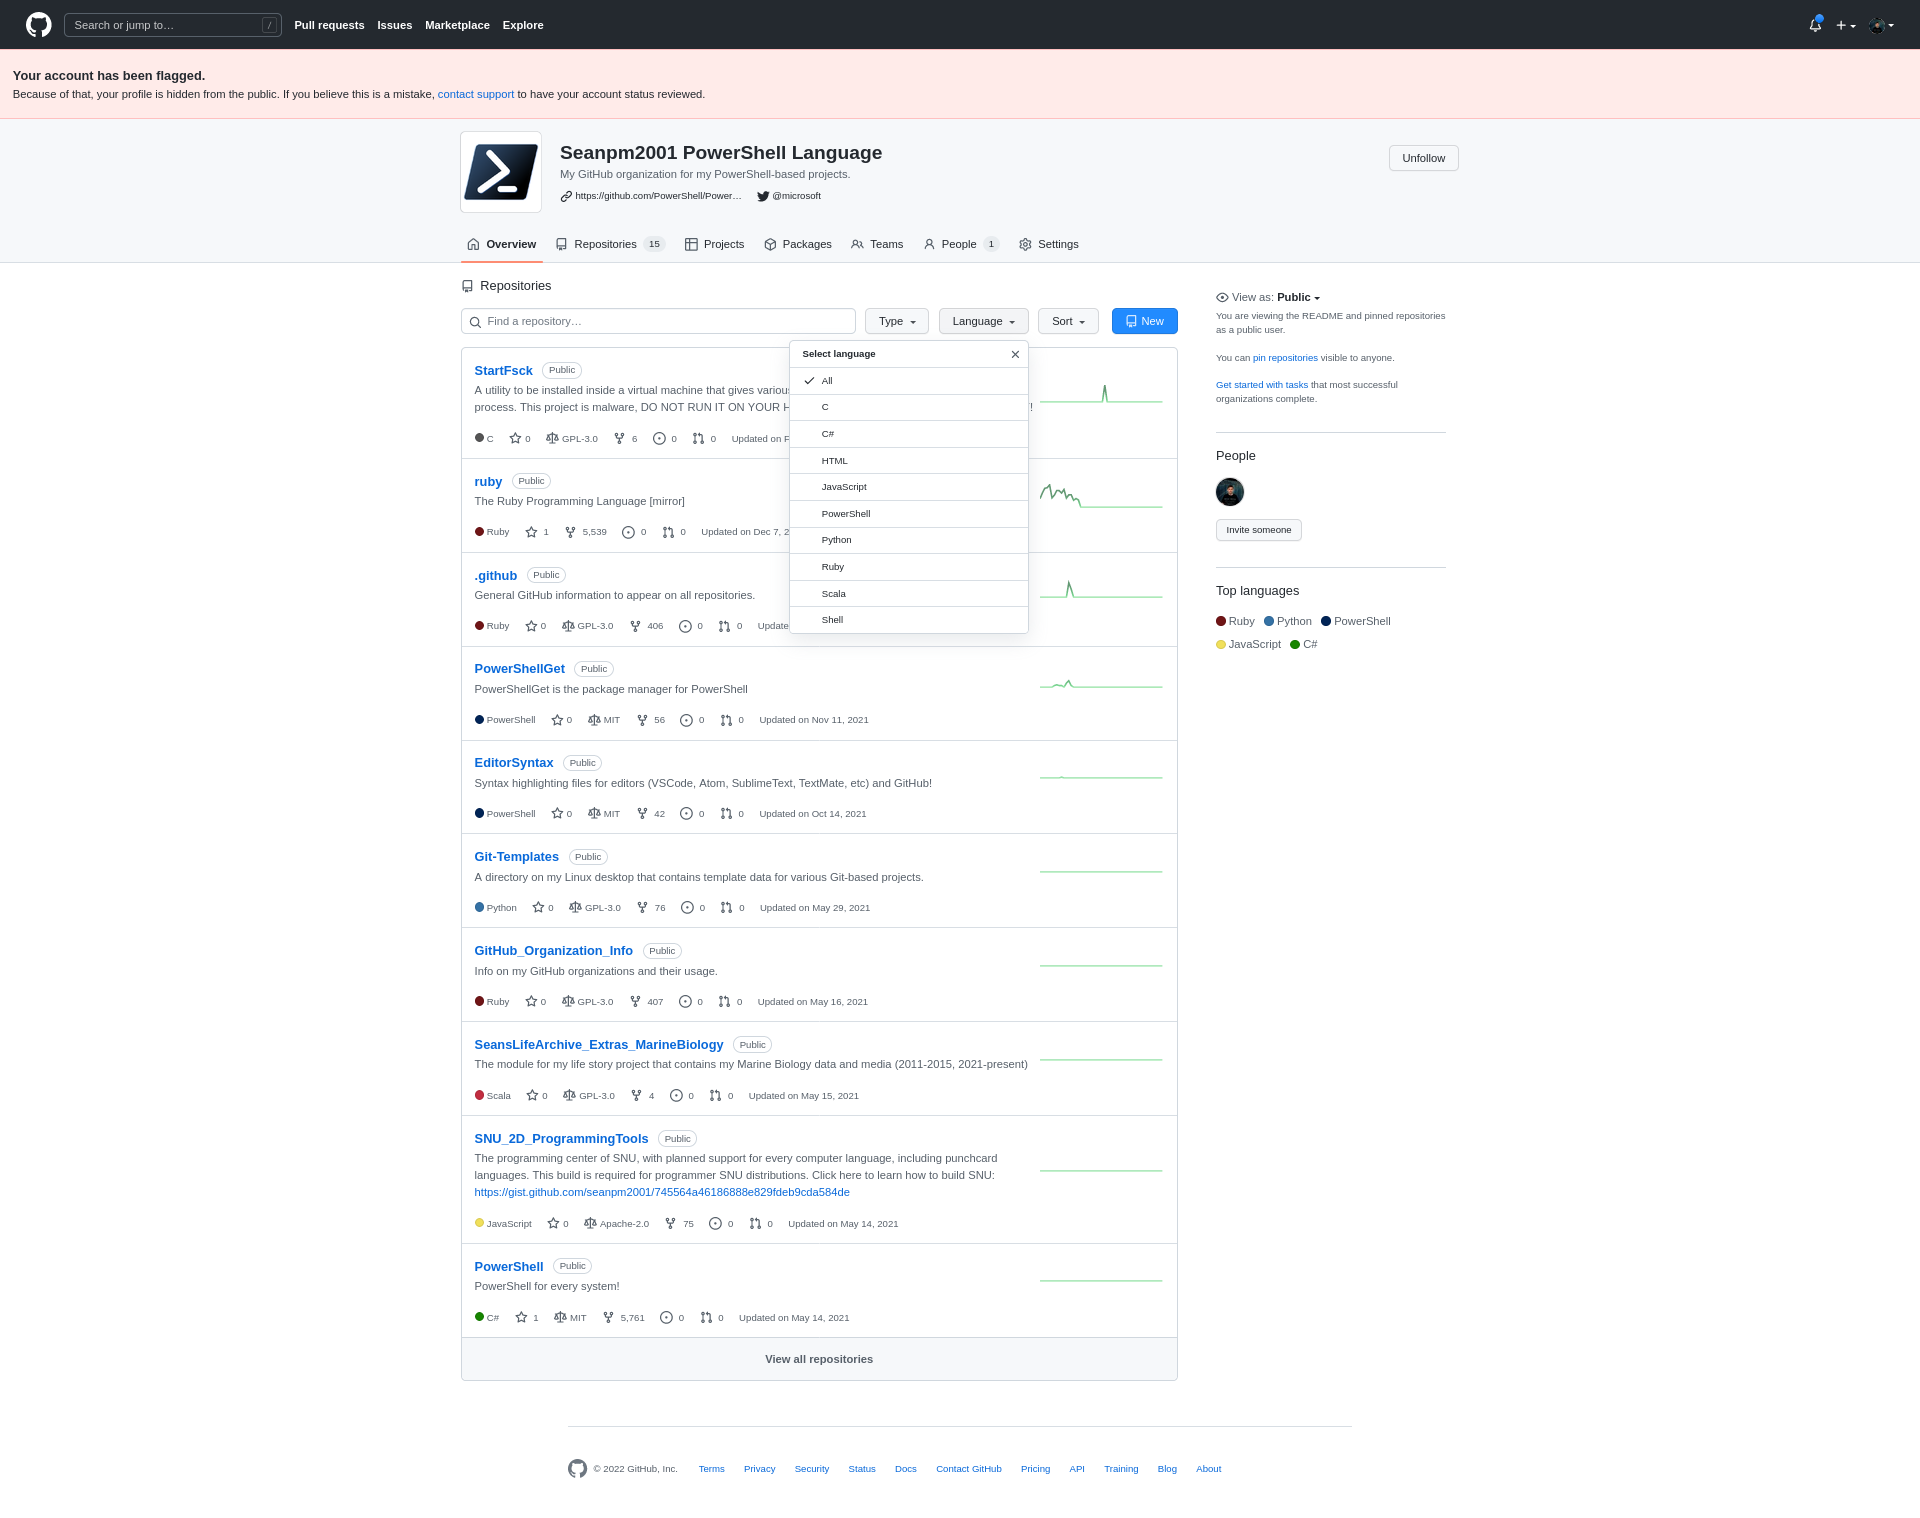 Search or jump to…
/
Pull requests Issues Marketplace Explore
Your account has been flagged.
Because of that, your profile is hidden from the public. If you believe this is a mistake, contact support to have your account status reviewed.
Seanpm2001 PowerShell Language
My GitHub organization for my PowerShell-based projects.
https://github.com/PowerShell/Power… @microsoft
Unfollow
Overview Repositories 15 Projects Packages Teams People 1 Settings
Repositories
Find a repository…
Type Language Sort New
Select language
All
C
C#
HTML
JavaScript
PowerShell
Python
Ruby
Scala
Shell
StartFsck Public
A utility to be installed inside a virtual machine that gives variou
process. This project is malware, DO NOT RUN IT ON YOUR H !
C 0 GPL-3.0 6 0 0 Updated on F
ruby Public
The Ruby Programming Language [mirror]
Ruby 1 5,539 0 0 Updated on Dec 7, 2
.github Public
General GitHub information to appear on all repositories.
Ruby 0 GPL-3.0 406 0 0 Update
PowerShellGet Public
PowerShellGet is the package manager for PowerShell
PowerShell 0 MIT 56 0 0 Updated on Nov 11, 2021
EditorSyntax Public
Syntax highlighting files for editors (VSCode, Atom, SublimeText, TextMate, etc) and GitHub!
PowerShell 0 MIT 42 0 0 Updated on Oct 14, 2021
Git-Templates Public
A directory on my Linux desktop that contains template data for various Git-based projects.
Python 0 GPL-3.0 76 0 0 Updated on May 29, 2021
GitHub_Organization_Info Public
Info on my GitHub organizations and their usage.
Ruby 0 GPL-3.0 407 0 0 Updated on May 16, 2021
SeansLifeArchive_Extras_MarineBiology Public
The module for my life story project that contains my Marine Biology data and media (2011-2015, 2021-present)
Scala 0 GPL-3.0 4 0 0 Updated on May 15, 2021
SNU_2D_ProgrammingTools Public
The programming center of SNU, with planned support for every computer language, including punchcard
languages. This build is required for programmer SNU distributions. Click here to learn how to build SNU:
https://gist.github.com/seanpm2001/745564a46186888e829fdeb9cda584de
JavaScript 0 Apache-2.0 75 0 0 Updated on May 14, 2021
PowerShell Public
PowerShell for every system!
C# 1 MIT 5,761 0 0 Updated on May 14, 2021
View all repositories
View as: Public
You are viewing the README and pinned repositories
as a public user.
You can pin repositories visible to anyone.
Get started with tasks that most successful
organizations complete.
People
Invite someone
Top languages
Ruby Python PowerShell
JavaScript C#
© 2022 GitHub, Inc. Terms Privacy Security Status Docs Contact GitHub Pricing API Training Blog About